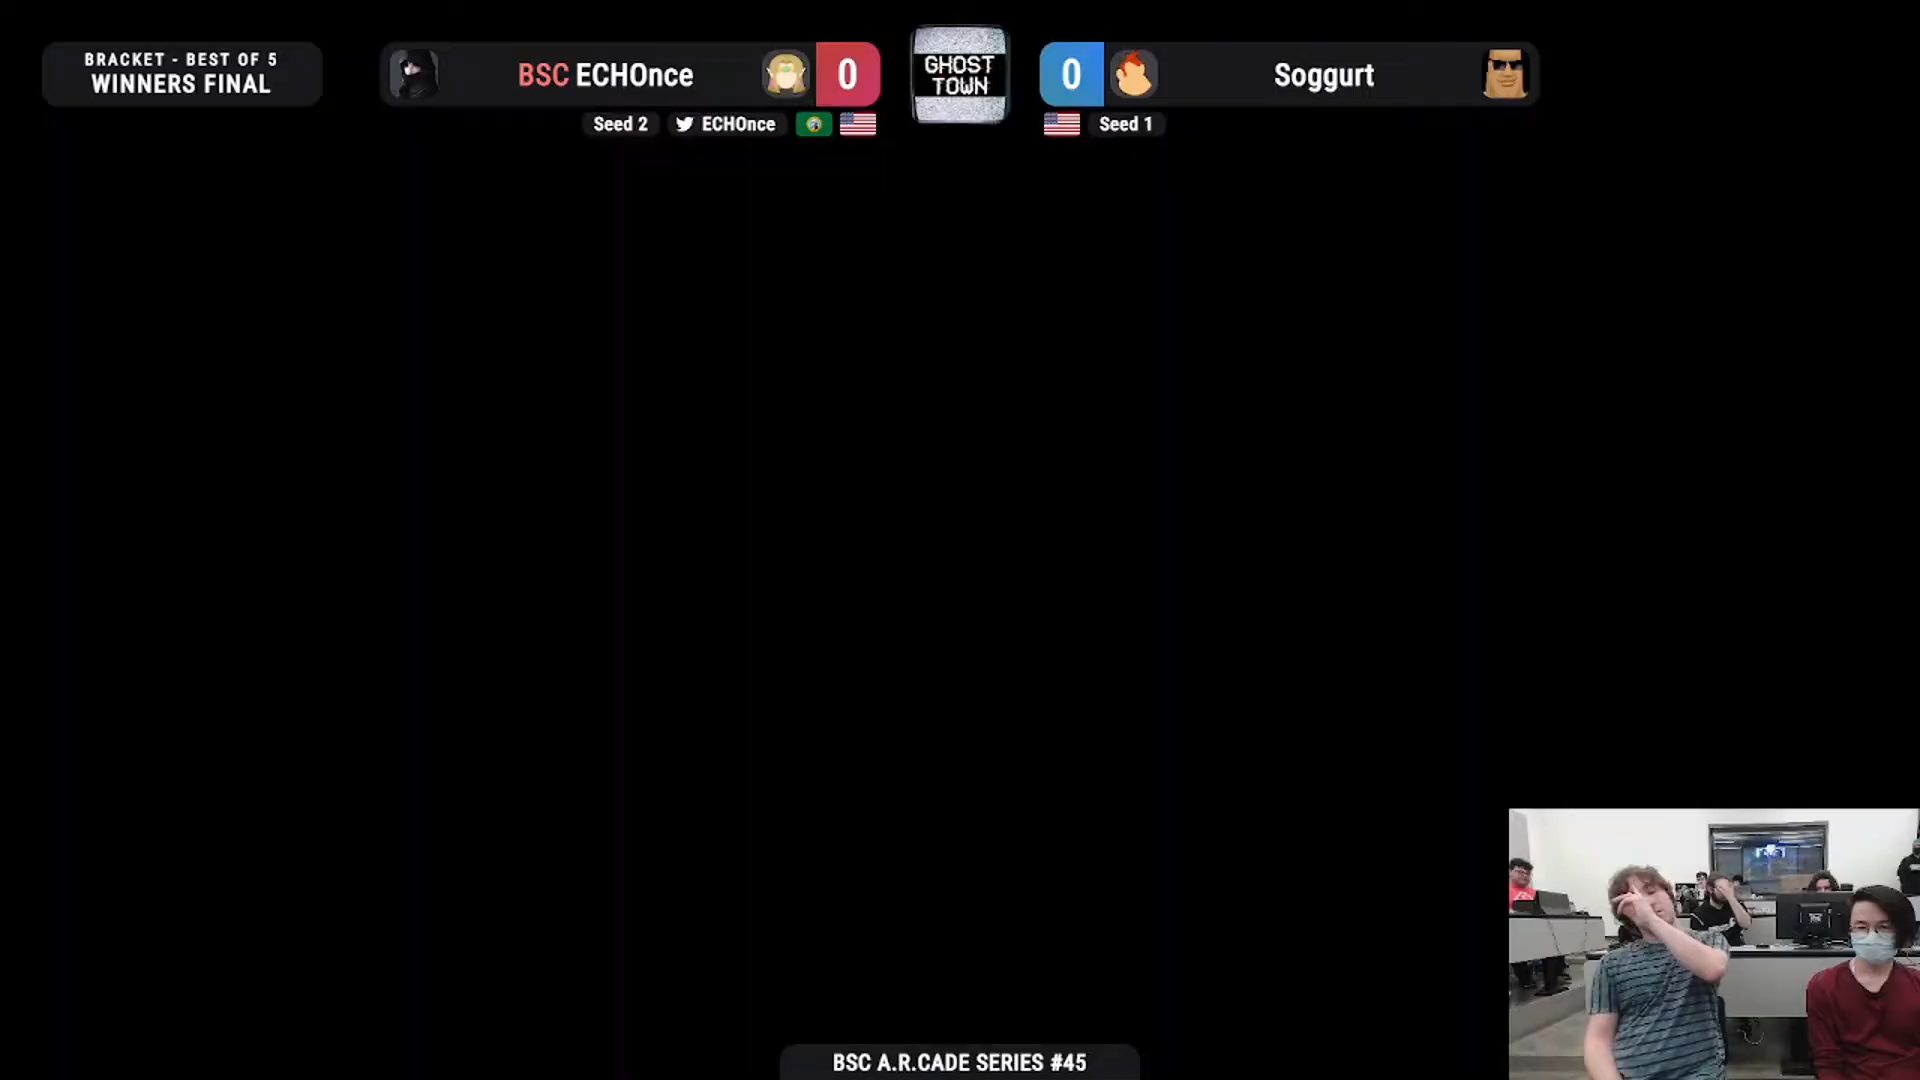 BRACKET - BEST OF 5
WINNERS FINAL
BSC ECHOnce
0
GHOST
TOWN
0
Soggurt
Seed 2
ECHOnce
Seed 1
BSC A.R.CADE SERIES #45